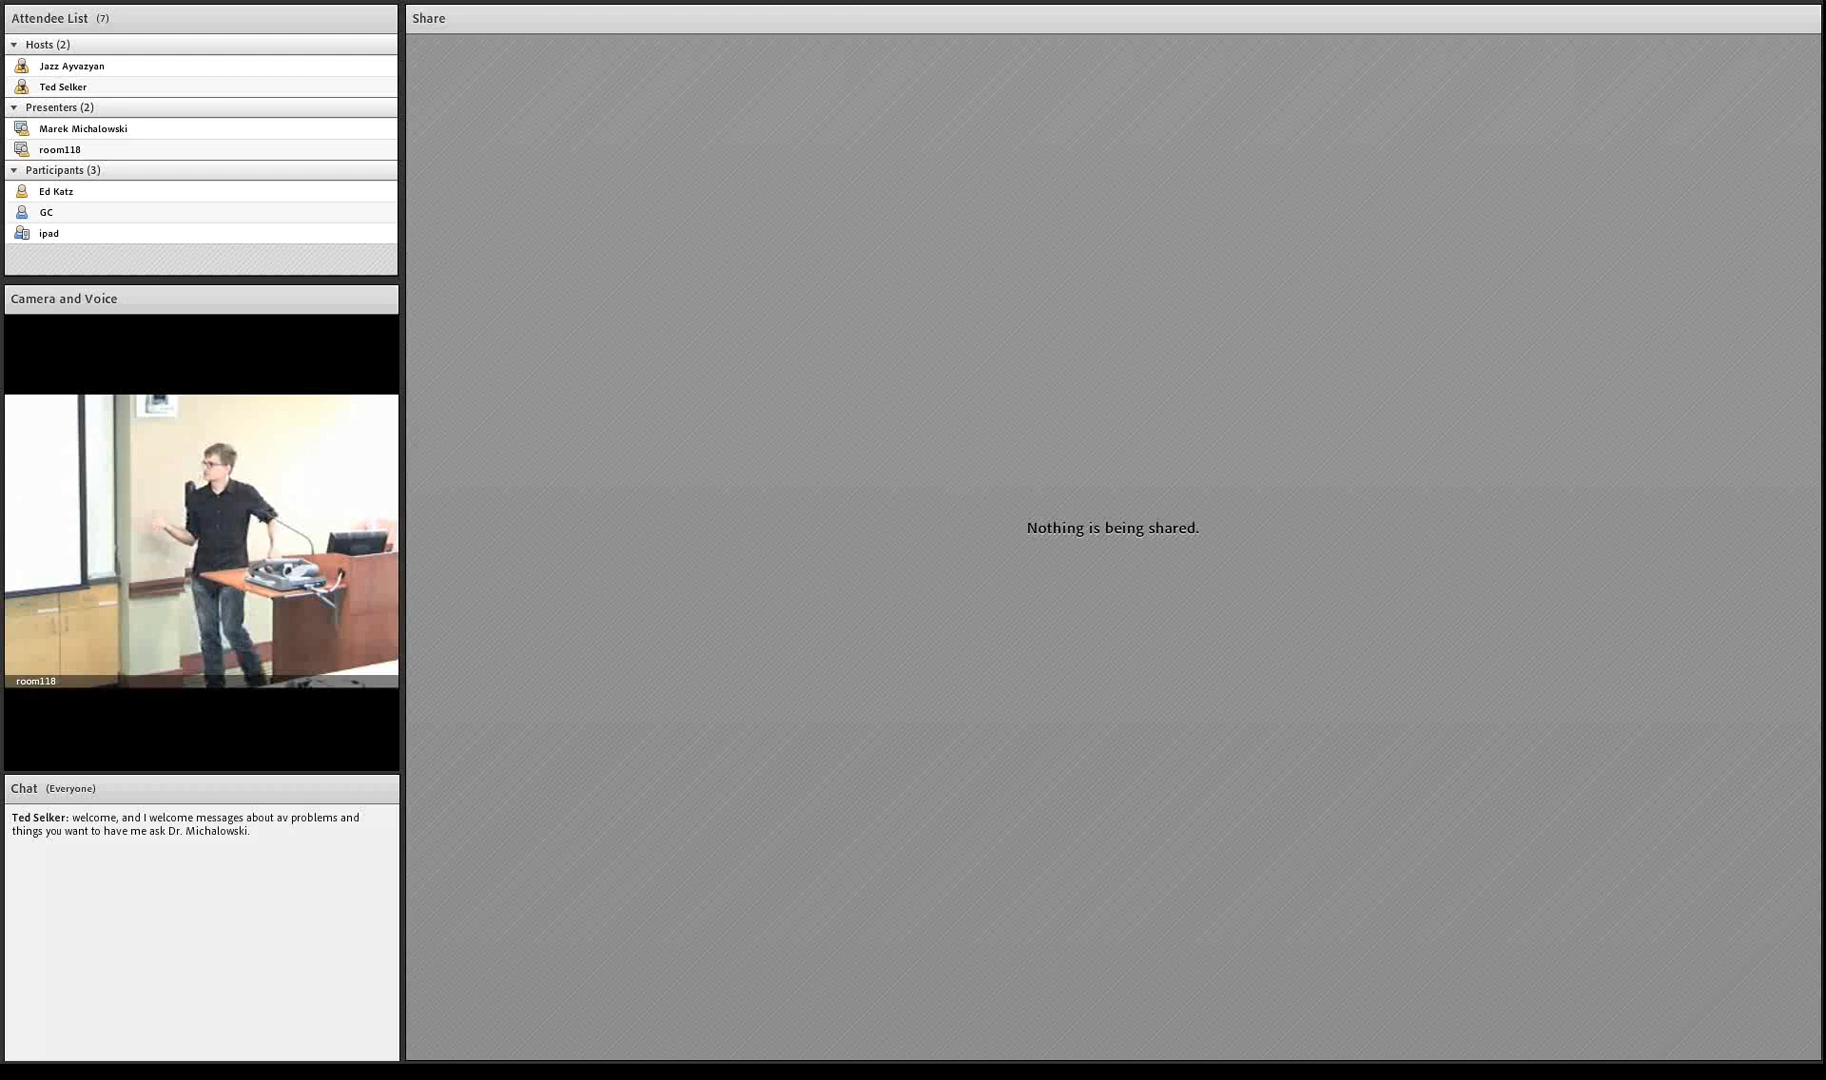 Attendee List (7)
Hosts (2)
Jazz Ayvazyan
Ted Selker
Presenters (2)
Marek Michalowski
room118
Participants (3)
Ed Katz
GC
ipad
Camera and Voice
room118
Chat (Everyone)
Ted Selker: welcome, and I welcome messages about av problems and
things you want to have me ask Dr. Michalowski.
Share
Nothing is being shared.